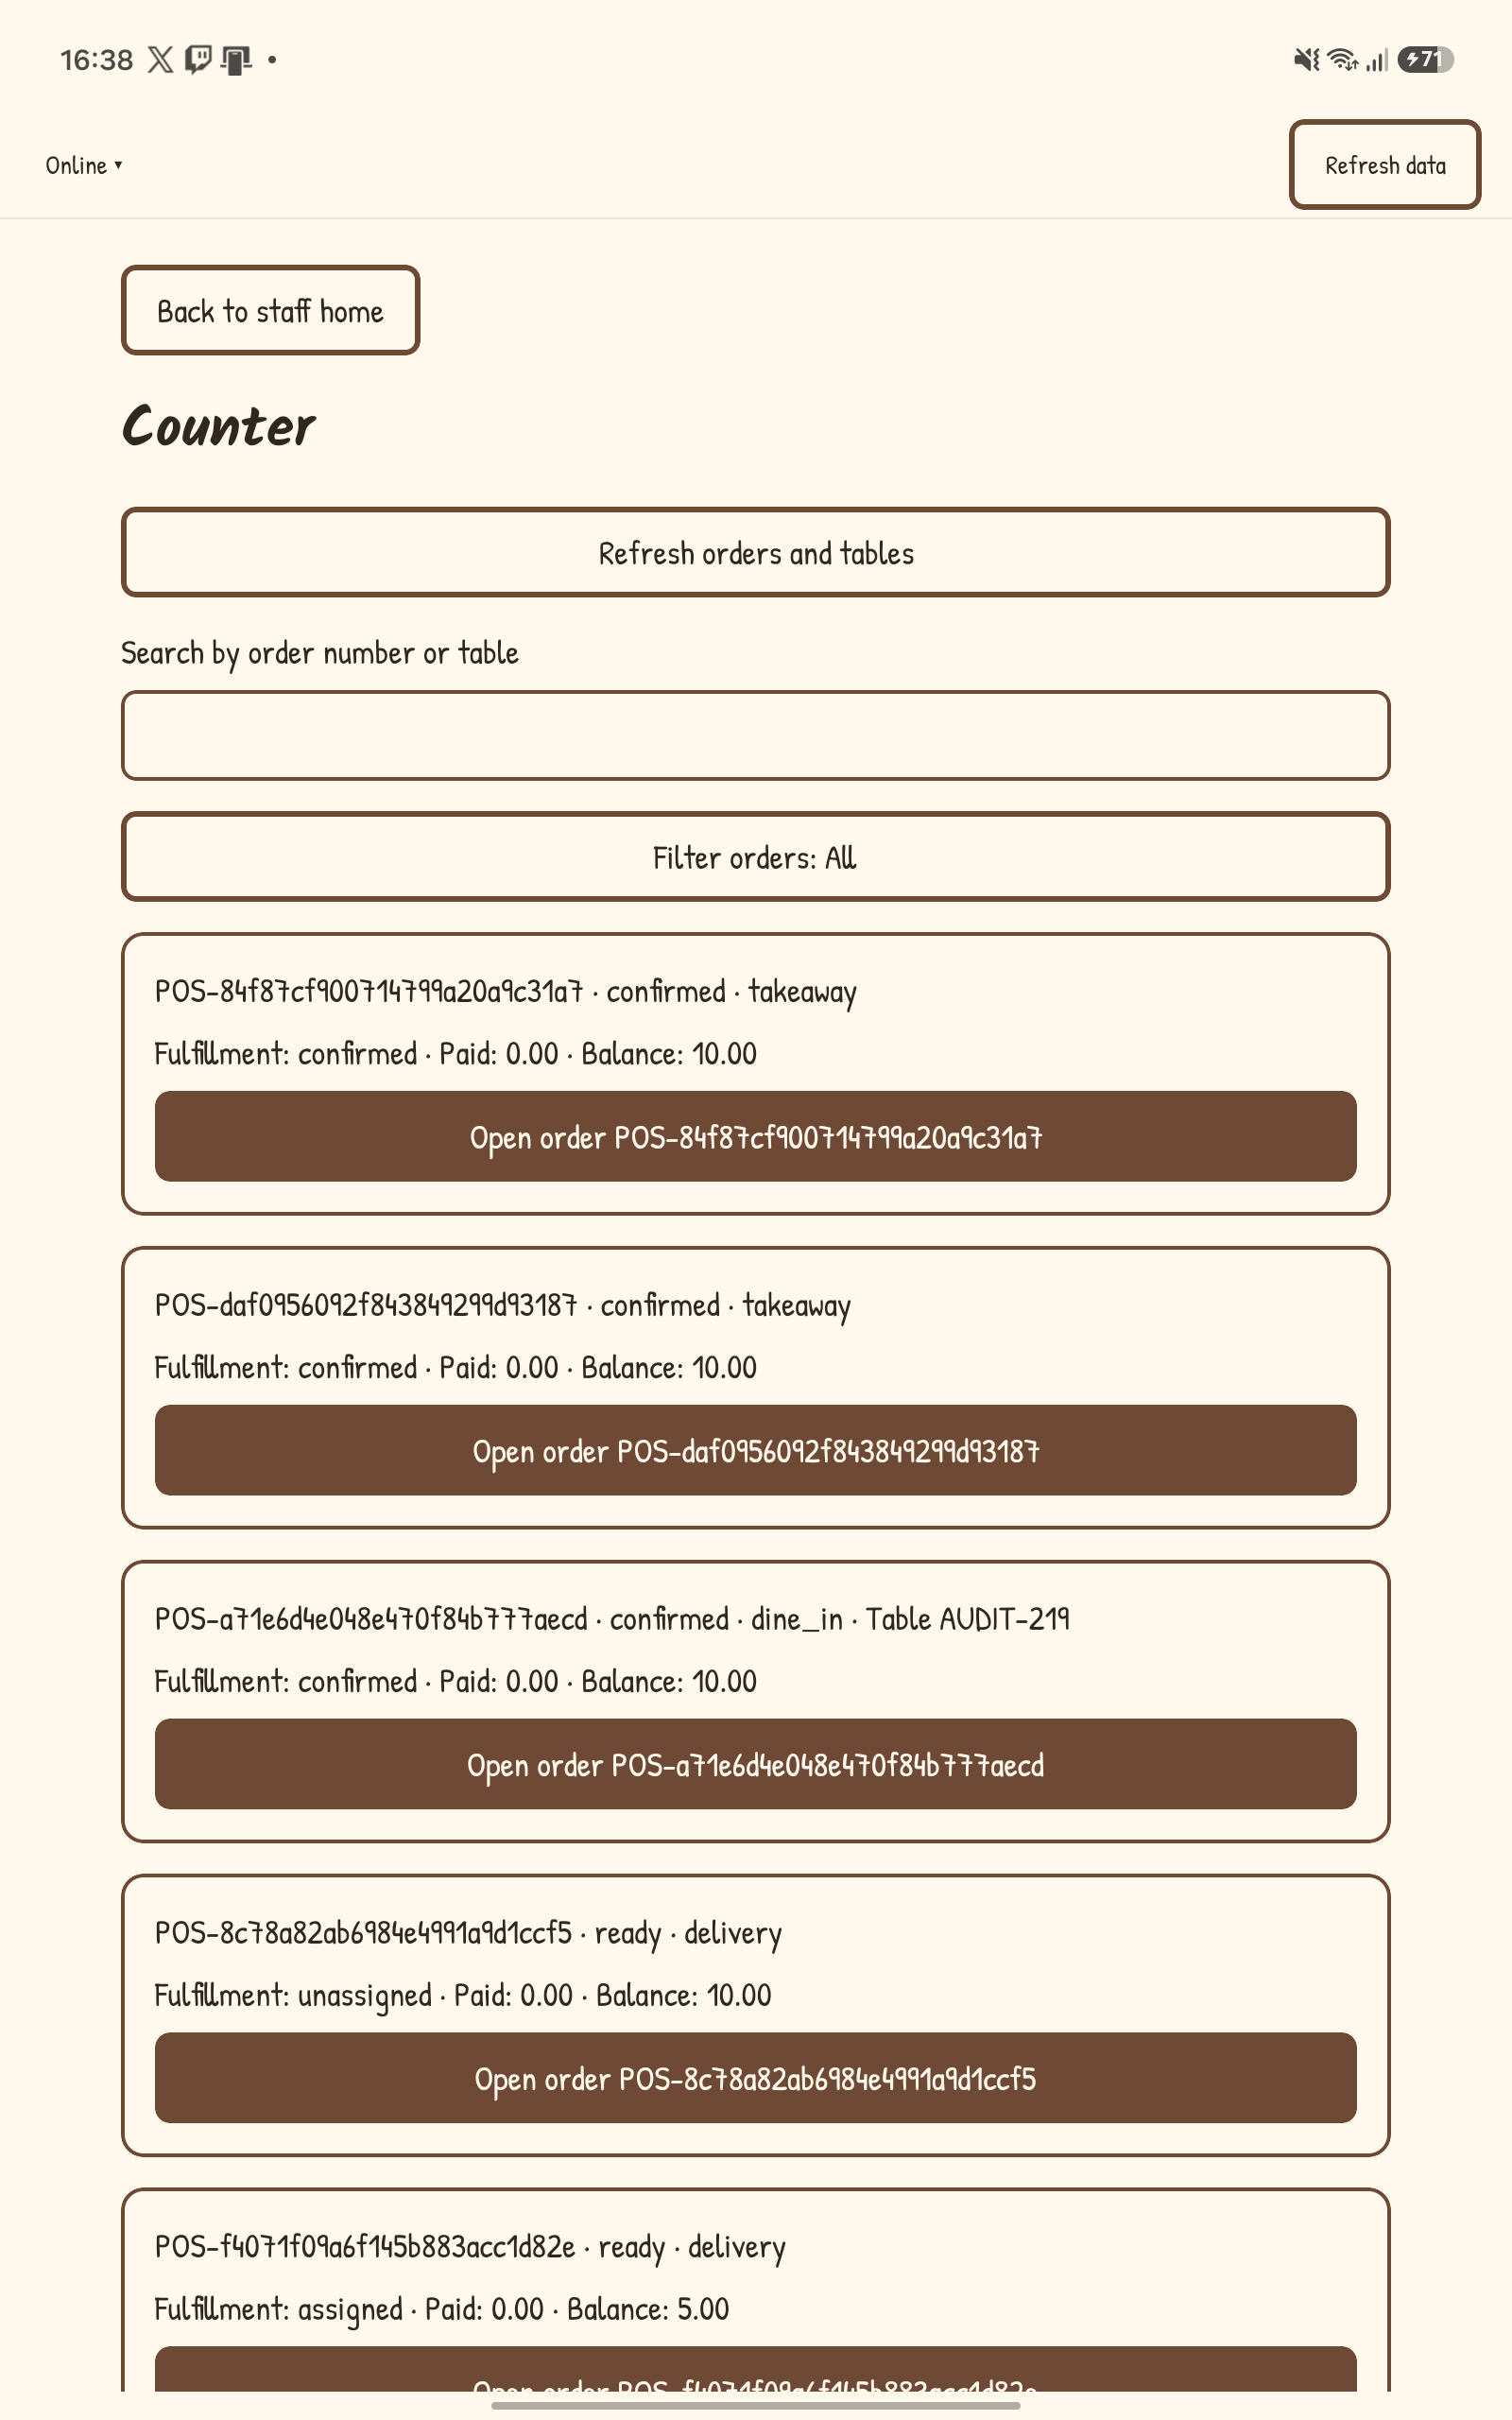 16:38
71
Online ▾
Refresh data
Back to staff home
Counter
Refresh orders and tables
Search by order number or table
Filter orders: All
POS-84f87cf900714799a20a9c31a7 · confirmed · takeaway
Fulfillment: confirmed · Paid: 0.00 · Balance: 10.00
Open order POS-84f87cf900714799a20a9c31a7
POS-daf0956092f843849299d93187 · confirmed · takeaway
Fulfillment: confirmed · Paid: 0.00 · Balance: 10.00
Open order POS-daf0956092f843849299d93187
POS-a71e6d4e048e470f84b777aecd · confirmed · dine_in · Table AUDIT-219
Fulfillment: confirmed · Paid: 0.00 · Balance: 10.00
Open order POS-a71e6d4e048e470f84b777aecd
POS-8c78a82ab6984e4991a9d1ccf5 · ready · delivery
Fulfillment: unassigned · Paid: 0.00 · Balance: 10.00
Open order POS-8c78a82ab6984e4991a9d1ccf5
POS-f4071f09a6f145b883acc1d82e · ready · delivery
Fulfillment: assigned · Paid: 0.00 · Balance: 5.00
Open order POS-f4071f09a6f145b883acc1d82e